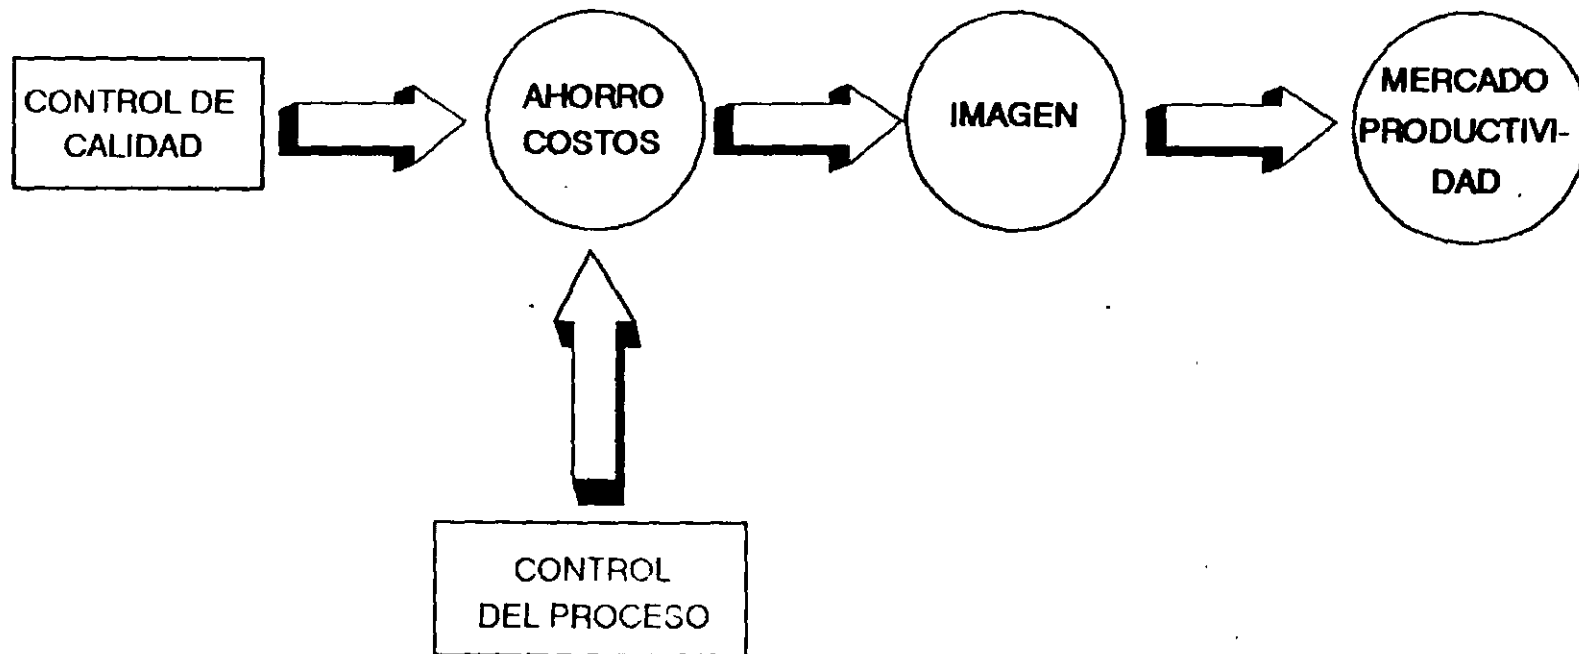 CONTROL DE
CALIDAD
AHORRO
COSTOS
IMAGEN
MERCADO
PRODUCTIVI-
DAD
CONTROL
DEL PROCESO